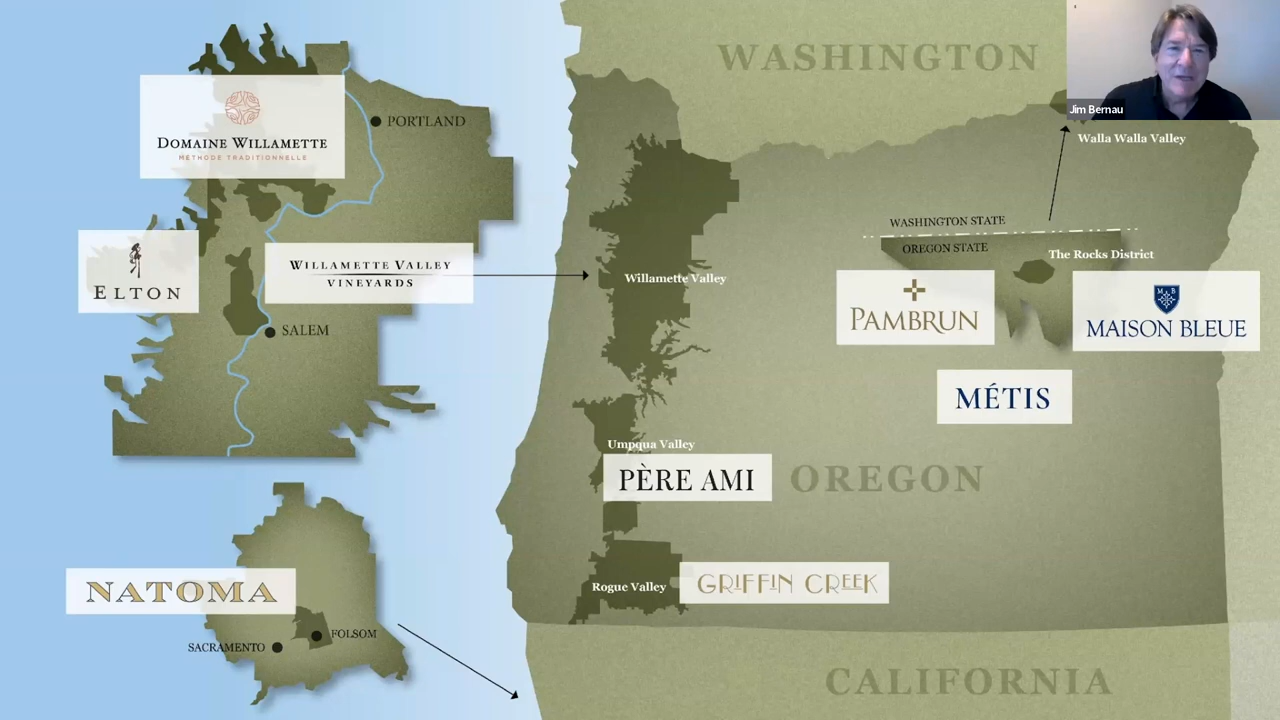 WASHINGTON
Jim Bernau
DOMAINE WILLAMETTE
METHODE TRADITIONNELLE
PORTLAND
Walla Walla Valley
ELTON
WILLAMETTE VALLEY
VINEYARDS
SALEM
Willamette Valley
WASHINGTON STATE
OREGON STATE
The Rocks District
PAMBRUN
M B
MAISON BLEUE
MÉTIS
Umpqua Valley
PÈRE AMI
OREGON
NATOMA
SACRAMENTO
FOLSOM
Rogue Valley
GRIFFIN CREEK
CALIFORNIA